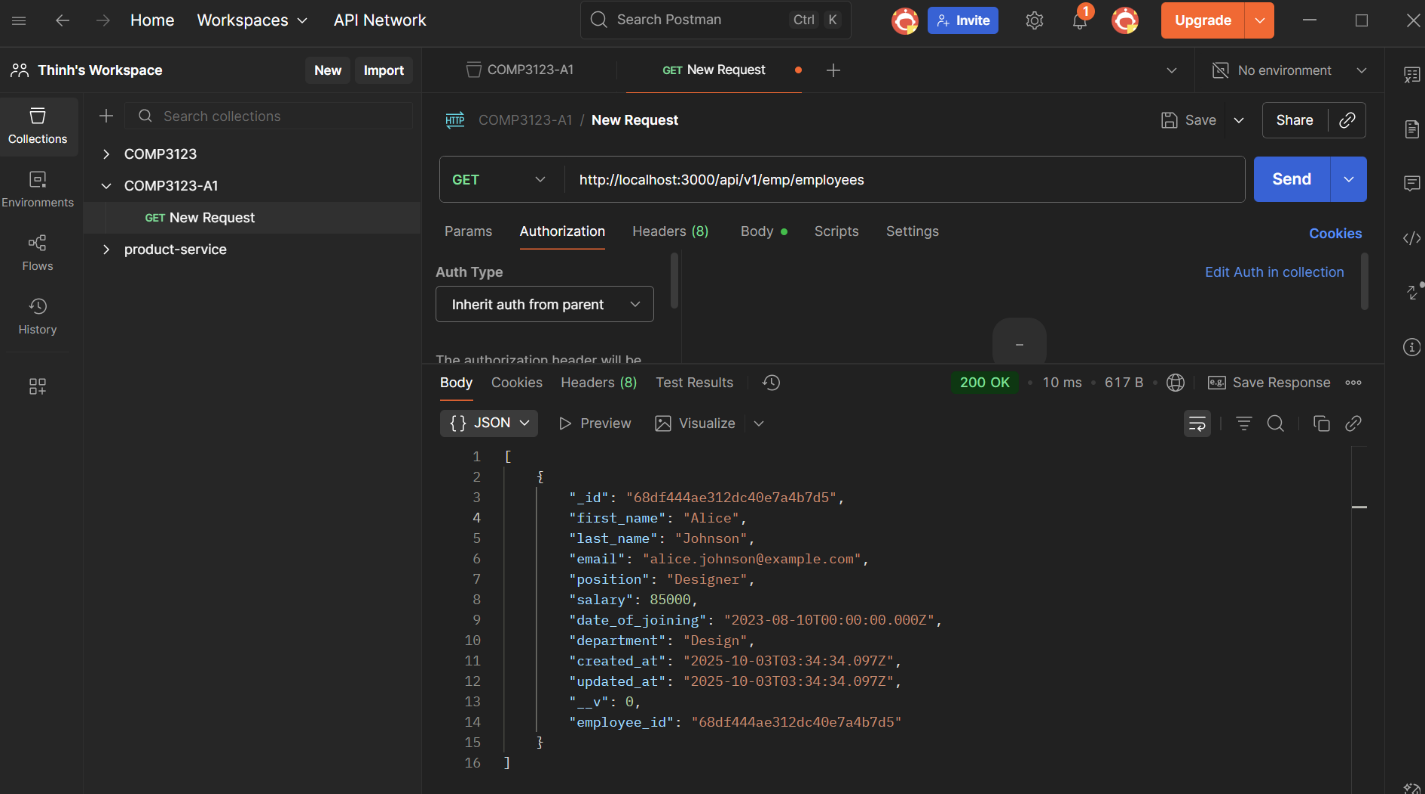 Home Workspaces API Network Search Postman Ctrl K Invite 1 Upgrade
Thinh's Workspace New Import COMP3123-A1 GET New Request No environment
Collections
Environments
Flows
History
Search collections
COMP3123
COMP3123-A1
GET New Request
product-service
HTTP COMP3123-A1 / New Request Save Share
GET http://localhost:3000/api/v1/emp/employees Send
Params Authorization Headers (8) Body Scripts Settings Cookies
Auth Type Edit Auth in collection
Inherit auth from parent
The authorization header will be
Body Cookies Headers (8) Test Results 200 OK • 10 ms • 617 B • e.g. Save Response
{} JSON Preview Visualize
1 [
2 {
3 "_id": "68df444ae312dc40e7a4b7d5",
4 "first_name": "Alice",
5 "last_name": "Johnson",
6 "email": "alice.johnson@example.com",
7 "position": "Designer",
8 "salary": 85000,
9 "date_of_joining": "2023-08-10T00:00:00.000Z",
10 "department": "Design",
11 "created_at": "2025-10-03T03:34:34.097Z",
12 "updated_at": "2025-10-03T03:34:34.097Z",
13 "__v": 0,
14 "employee_id": "68df444ae312dc40e7a4b7d5"
15 }
16 ]